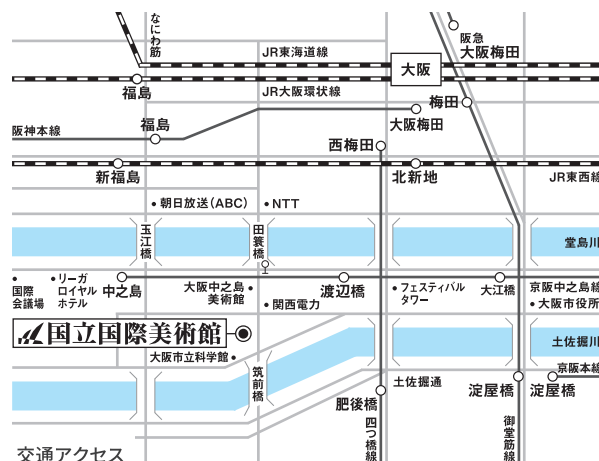 なにわ筋
阪急
大阪梅田
JR東海道線
大阪
福島
JR大阪環状線
梅田
大阪梅田
阪神本線
福島
西梅田
新福島
北新地
JR東西線
朝日放送(ABC)
NTT
玉江橋
田蓑橋
堂島川
国際
会議場
リーガ
ロイヤル
ホテル
中之島
大阪中之島
美術館
渡辺橋
フェスティバル
タワー
大江橋
京阪中之島線
関西電力
大阪市役所
国立国際美術館
大阪市立科学館
土佐掘川
筑前橋
京阪本線
土佐掘通
淀屋橋
淀屋橋
肥後橋
四つ橋線
御堂筋線
交通アクセス